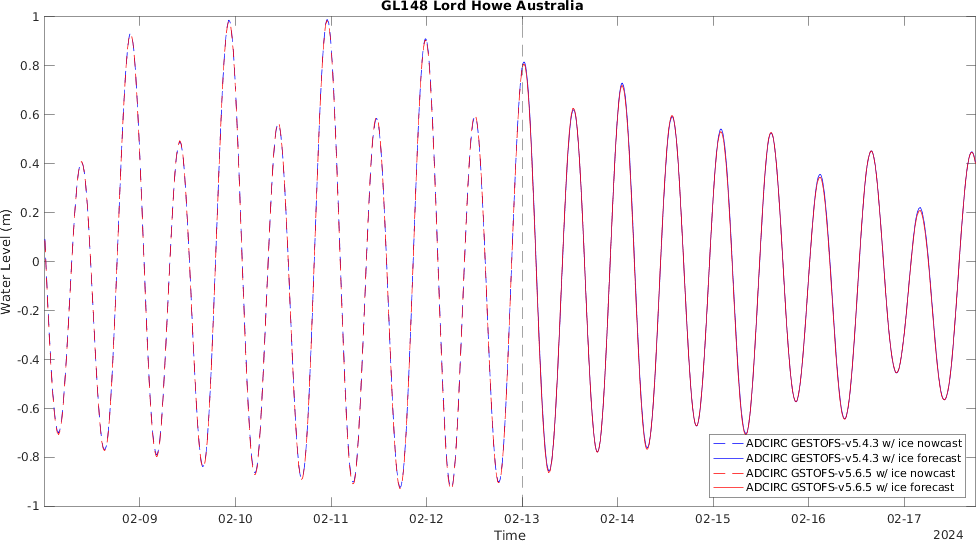 GL148 Lord Howe Australia
1
0.8
0.6
0.4
0.2
0
-0.2
-0.4
-0.6
-0.8
-1
Water Level (m)
ADCIRC GESTOFS-v5.4.3 w/ ice nowcast
ADCIRC GESTOFS-v5.4.3 w/ ice forecast
ADCIRC GSTOFS-v5.6.5 w/ ice nowcast
ADCIRC GSTOFS-v5.6.5 w/ ice forecast
02-09 02-10 02-11 02-12 02-13 02-14 02-15 02-16 02-17
Time
2024